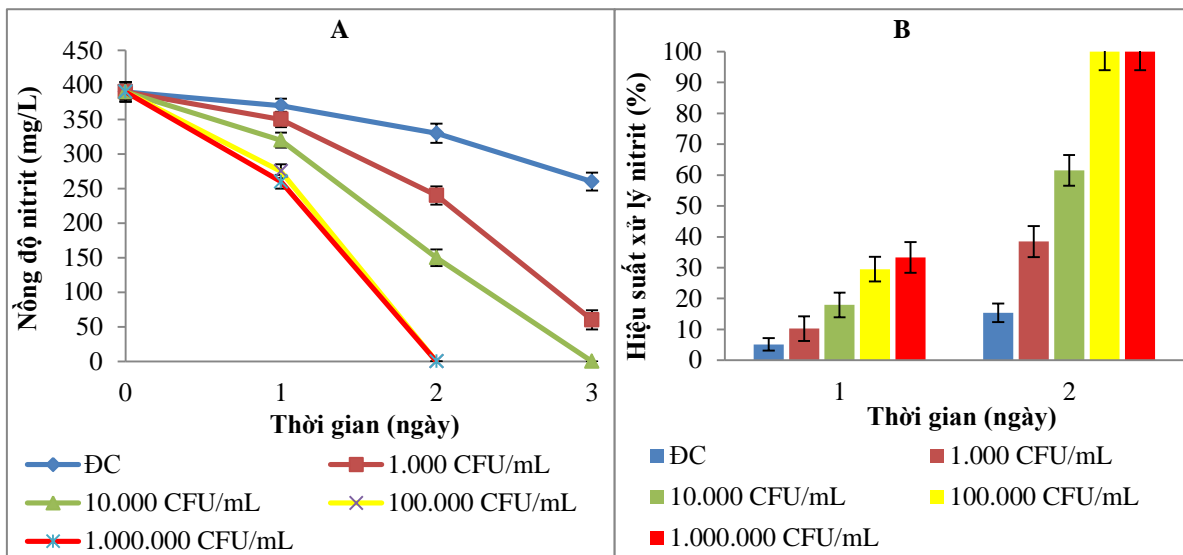 A
Nồng độ nitrit (mg/L)
450
400
350
300
250
200
150
100
50
0
0 1 2 3
Thời gian (ngày)
ĐC
1.000 CFU/mL
10.000 CFU/mL
100.000 CFU/mL
1.000.000 CFU/mL
B
Hiệu suất xử lý nitrit (%)
100
90
80
70
60
50
40
30
20
10
0
1 2
Thời gian (ngày)
ĐC
1.000 CFU/mL
10.000 CFU/mL
100.000 CFU/mL
1.000.000 CFU/mL